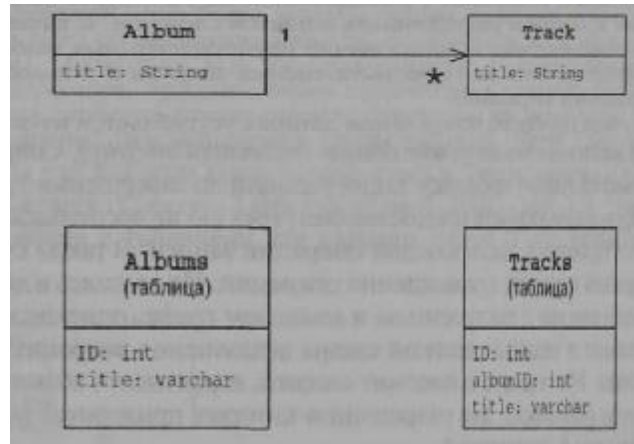 Album
1
Track
title: String
*
title: String
Albums
(таблица)
Tracks
(таблица)
ID: int
title: varchar
ID: int
albumID: int
title: varchar